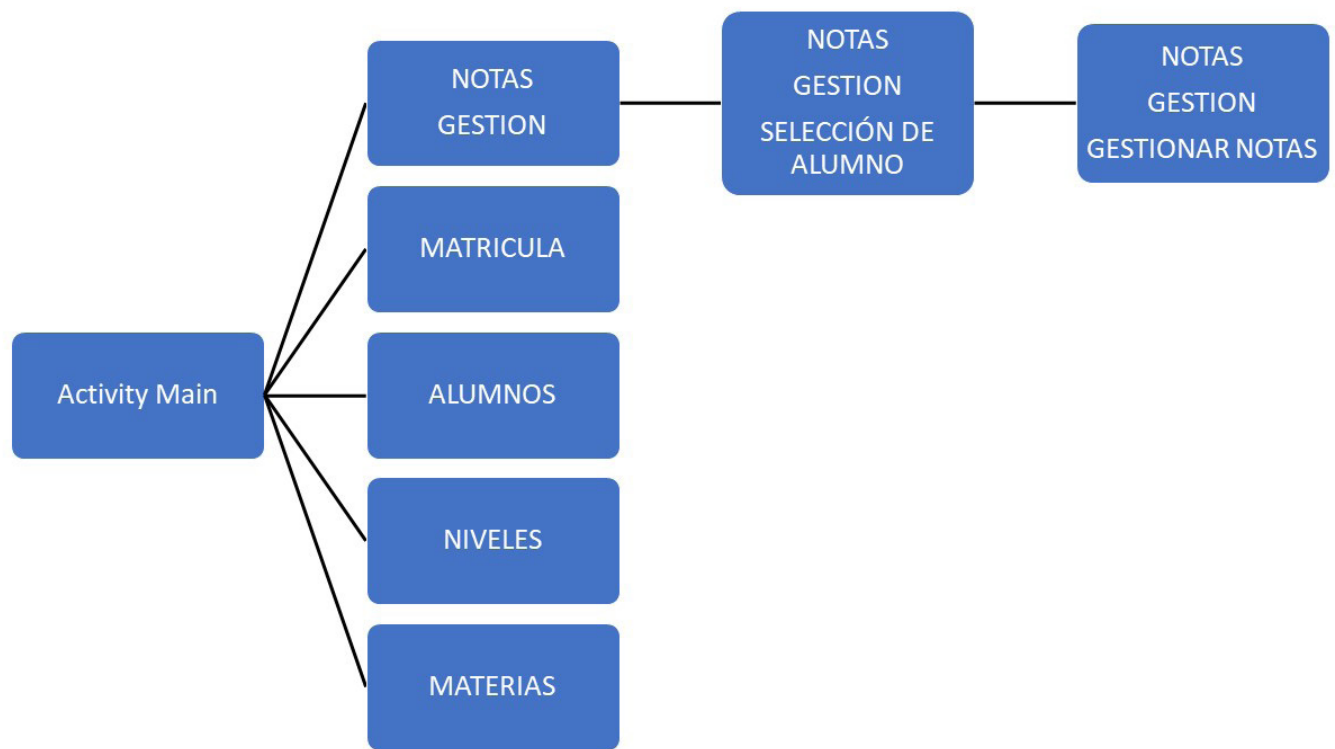 NOTAS
GESTION
NOTAS
GESTION
SELECCIÓN DE
ALUMNO
NOTAS
GESTION
GESTIONAR NOTAS
MATRICULA
Activity Main
ALUMNOS
NIVELES
MATERIAS